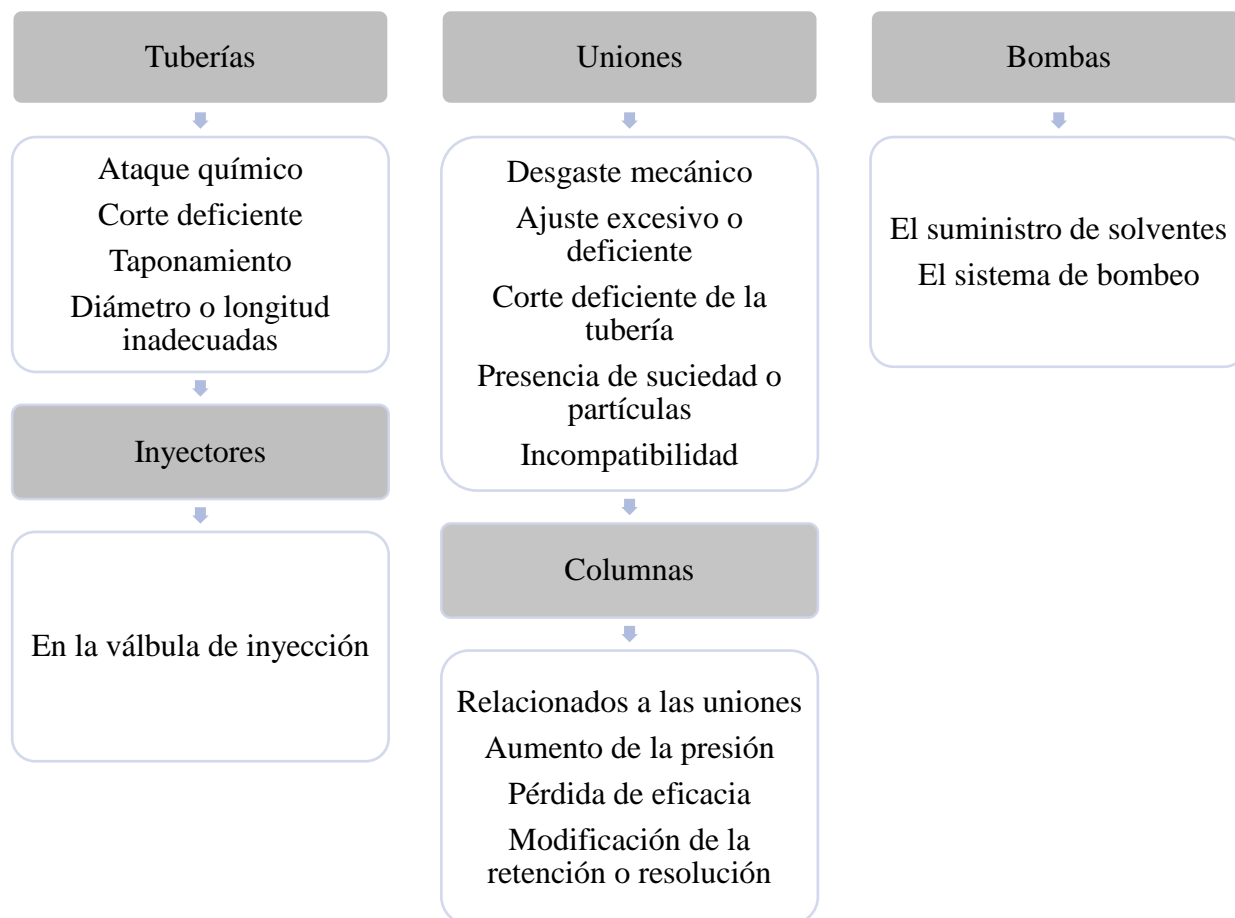 Tuberías
Ataque químico
Corte deficiente
Taponamiento
Diámetro o longitud
inadecuadas
Inyectores
En la válbula de inyección
Uniones
Desgaste mecánico
Ajuste excesivo o
deficiente
Corte deficiente de la
tubería
Presencia de suciedad o
partículas
Incompatibilidad
Columnas
Relacionados a las uniones
Aumento de la presión
Pérdida de eficacia
Modificación de la
retención o resolución
Bombas
El suministro de solventes
El sistema de bombeo